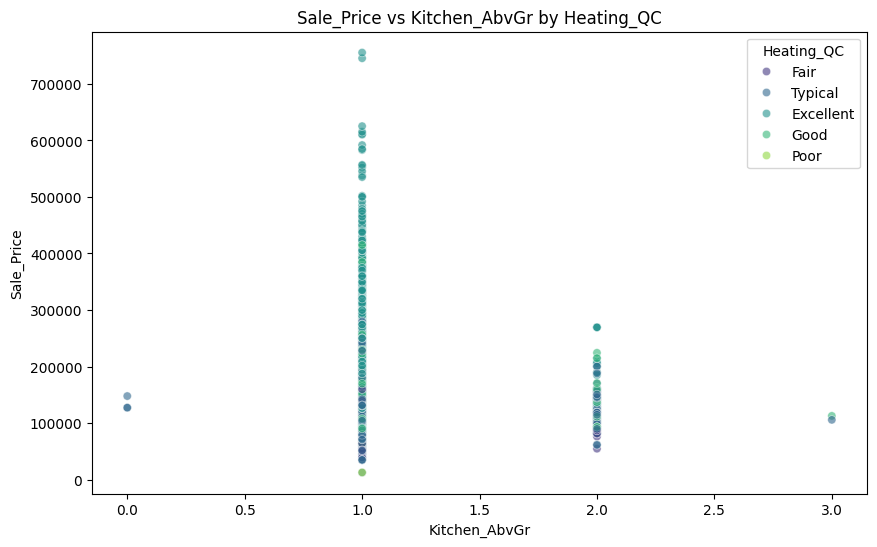 Sale_Price vs Kitchen_AbvGr by Heating_QC
Heating_QC
Fair
Typical
Excellent
Good
Poor
700000
600000
500000
400000
300000
200000
100000
0
Sale_Price
0.0 0.5 1.0 1.5 2.0 2.5 3.0
Kitchen_AbvGr